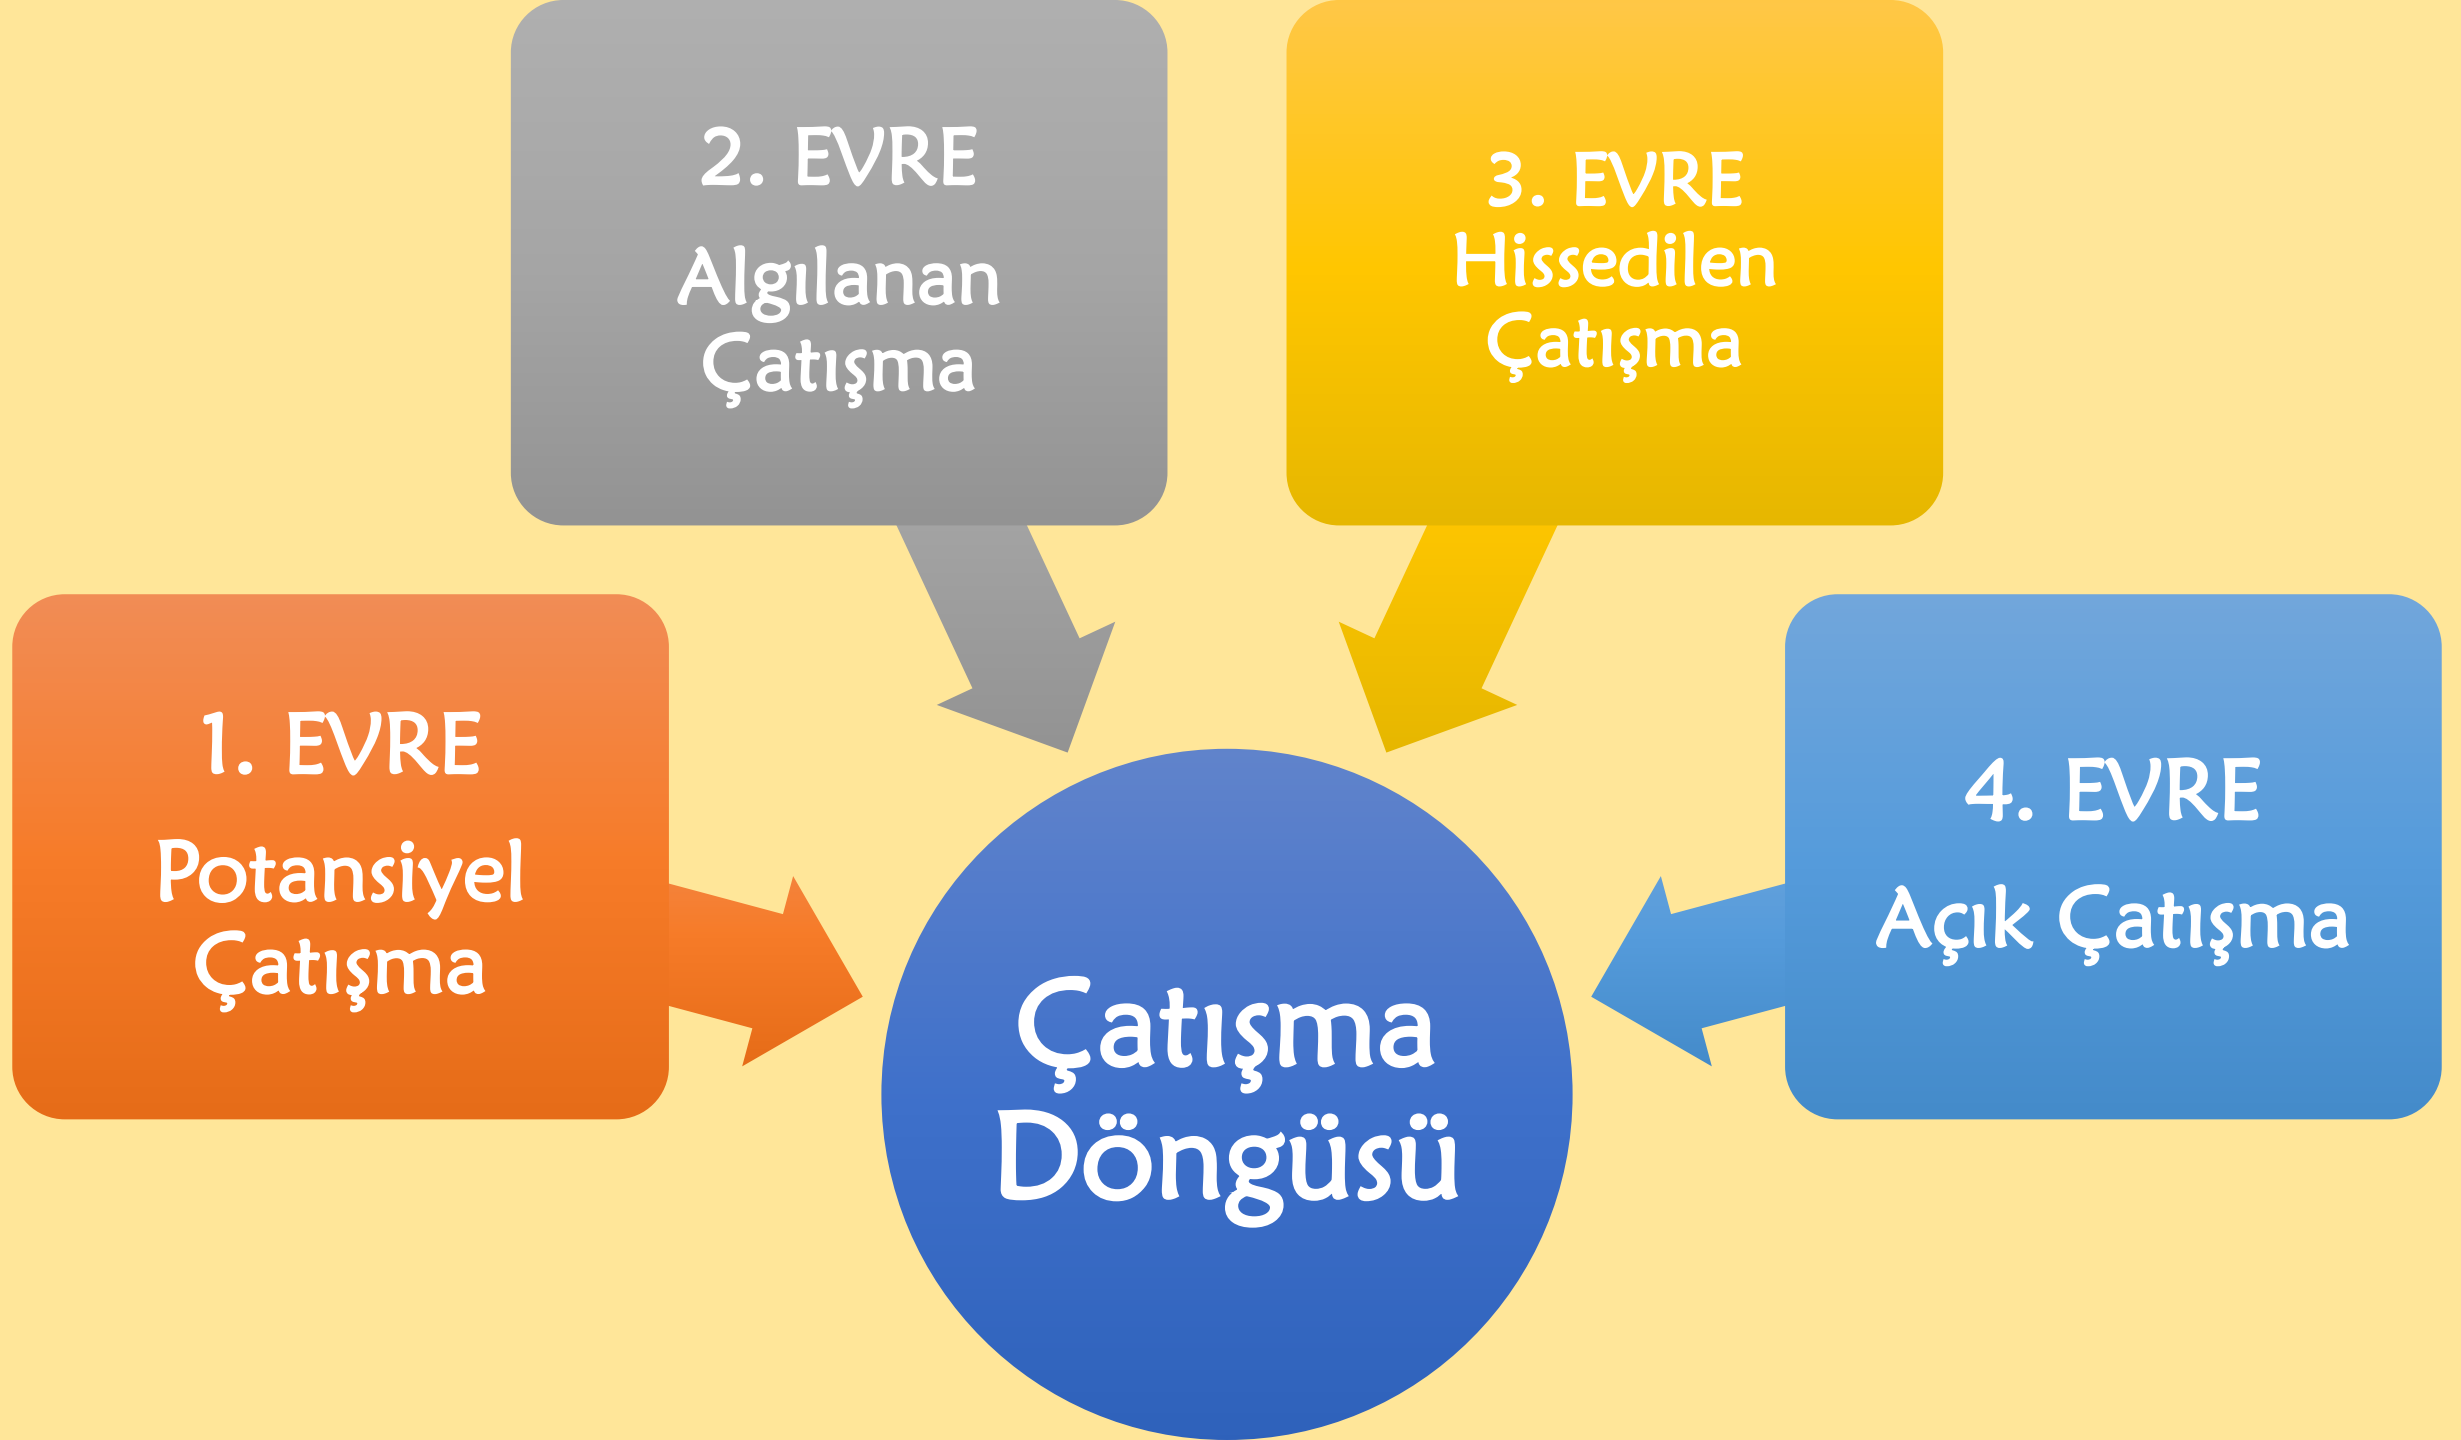 1. EVRE
Potansiyel
Çatışma
2. EVRE
Algılanan
Çatışma
3. EVRE
Hissedilen
Çatışma
4. EVRE
Açık Çatışma
Çatışma
Döngüsü